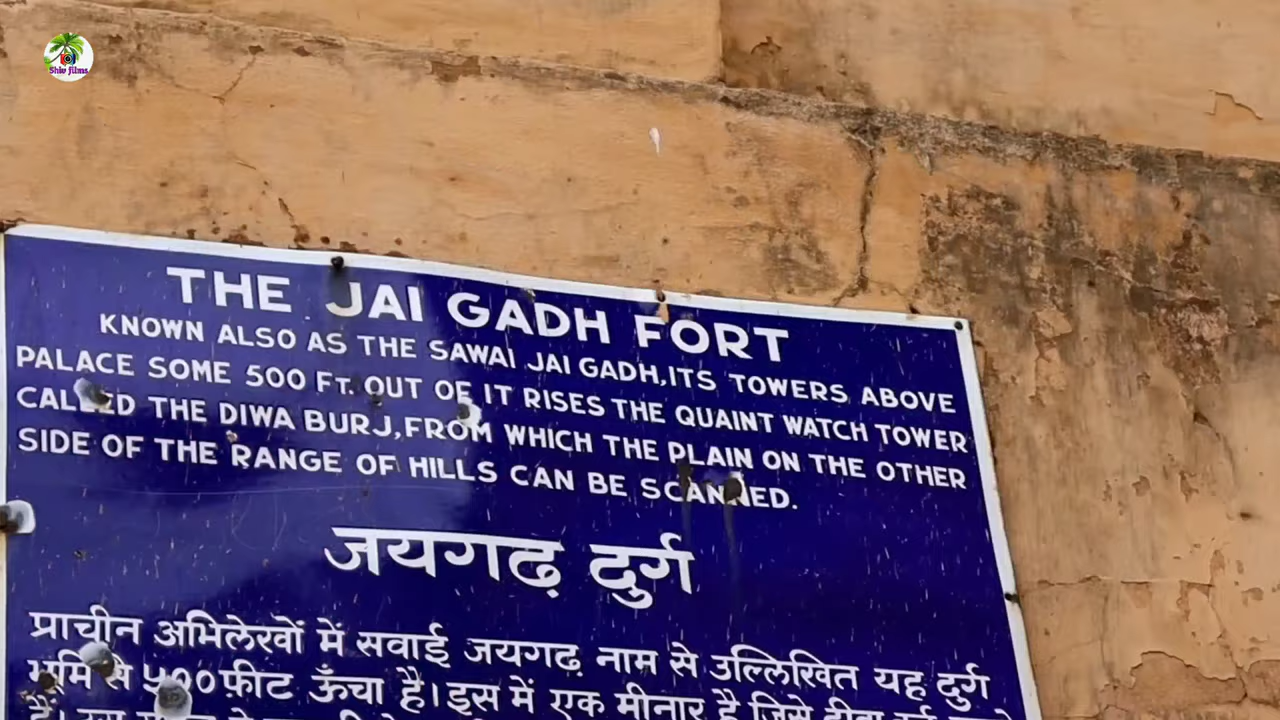 Shiv films
THE JAI GADH FORT
KNOWN ALSO AS THE SAWAI JAI GADH,ITS TOWERS ABOVE
PALACE SOME 500 FT. OUT OF IT RISES THE QUAINT WATCH TOWER
CALLED THE DIWA BURJ,FROM WHICH THE PLAIN ON THE OTHER
SIDE OF THE RANGE OF HILLS CAN BE SCANNED.
जयगढ़ दुर्ग
प्राचीन अभिलेखों में सवाई जयगढ़ नाम से उल्लिखित यह दुर्ग
भूमि से ५०० फ़ीट ऊँचा है। इस में एक मीनार है जिसे